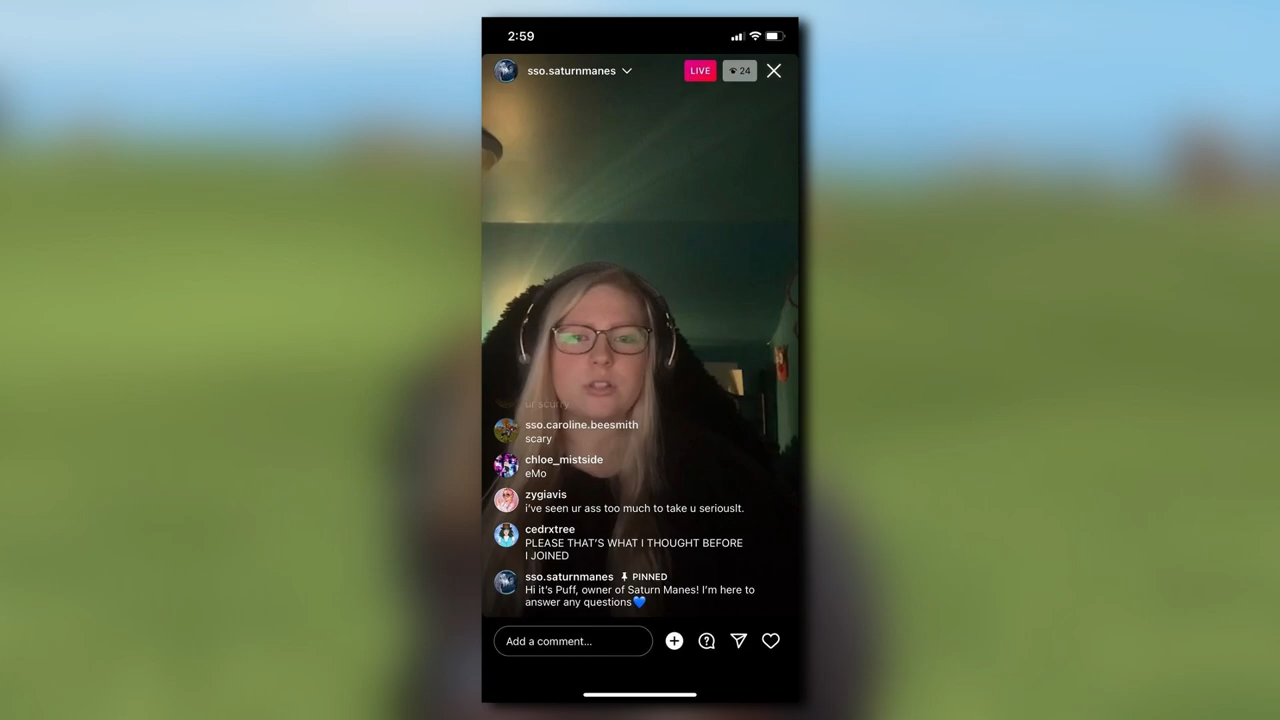 2:59
sso.saturnmanes
LIVE
24
ur scurry
sso.caroline.beesmith
scary
chloe_mistside
eMo
zygiavis
i've seen ur ass too much to take u seriouslt.
cedrxtree
PLEASE THAT'S WHAT I THOUGHT BEFORE
I JOINED
sso.saturnmanes PINNED
Hi it's Puff, owner of Saturn Manes! I'm here to
answer any questions💙
Add a comment...